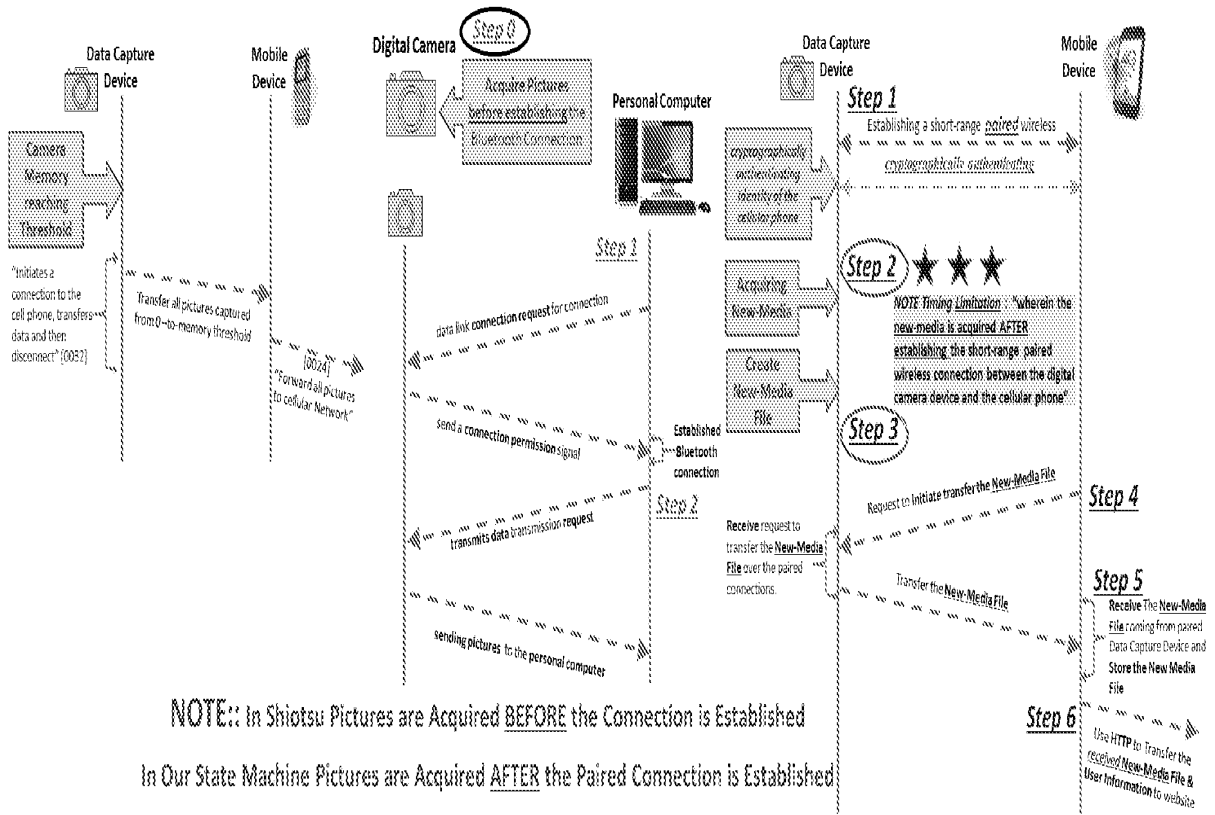 Data Capture
Device
Mobile
Device
Camera
Memory
reaching
Threshold
"Initiates a
connection to the
cell phone, transfers
data and then
disconnect" [0032]
Transfer all pictures captured
from 0 –to-memory threshold
[0024]
"Forward all pictures
to cellular Network"
Digital Camera
Step 0
Acquire Pictures
before establishing the
Bluetooth Connection
Personal Computer
Step 1
data link connection request for connection
send a connection permission signal
Established
Bluetooth
connection
Step 2
transmits data transmission request
sending pictures to the personal computer
Data Capture
Device
Mobile
Device
Step 1
Establishing a short-range paired wireless
cryptographically
authenticating
identity of the
cellular phone
cryptographically authenticating
Step 2
Acquiring
New-Media
NOTE Timing Limitation : "wherein the
new-media is acquired AFTER
establishing the short-range paired
wireless connection between the digital
camera device and the cellular phone"
Create
New-Media
File
Step 3
Request to initiate transfer the New-Media File
Step 4
Receive request to
transfer the New-Media
File over the paired
connections.
Transfer the New-Media File
Step 5
Receive The New-Media
File coming from paired
Data Capture Device and
Store the New Media
File
Step 6
Use HTTP to Transfer the
received New-Media File &
User Information to website
NOTE:: In Shiotsu Pictures are Acquired BEFORE the Connection is Established
In Our State Machine Pictures are Acquired AFTER the Paired Connection is Established